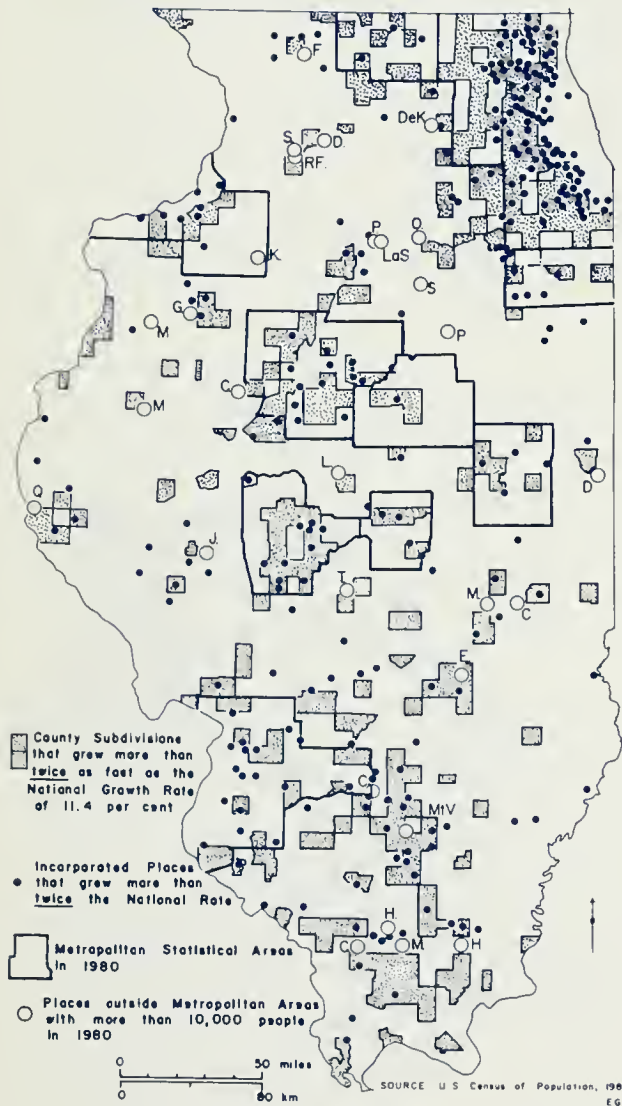 F
DeK
S.
D.
RF.
P
O.
LaS
K.
S
G
P
M
C
M
L
D
Q
J.
T.
M.
C
E.
County Subdivisions
that grew more than
twice as fast as the
National Growth Rate
of 11.4 per cent
C
MtV
Incorporated Places
that grew more than
twice the National Rate
H.
C
M.
H
Metropolitan Statistical Areas
in 1980
Places outside Metropolitan Areas
with more than 10,000 people
in 1980
0 50 miles
0 80 km
SOURCE U S Census of Population, 198
EG